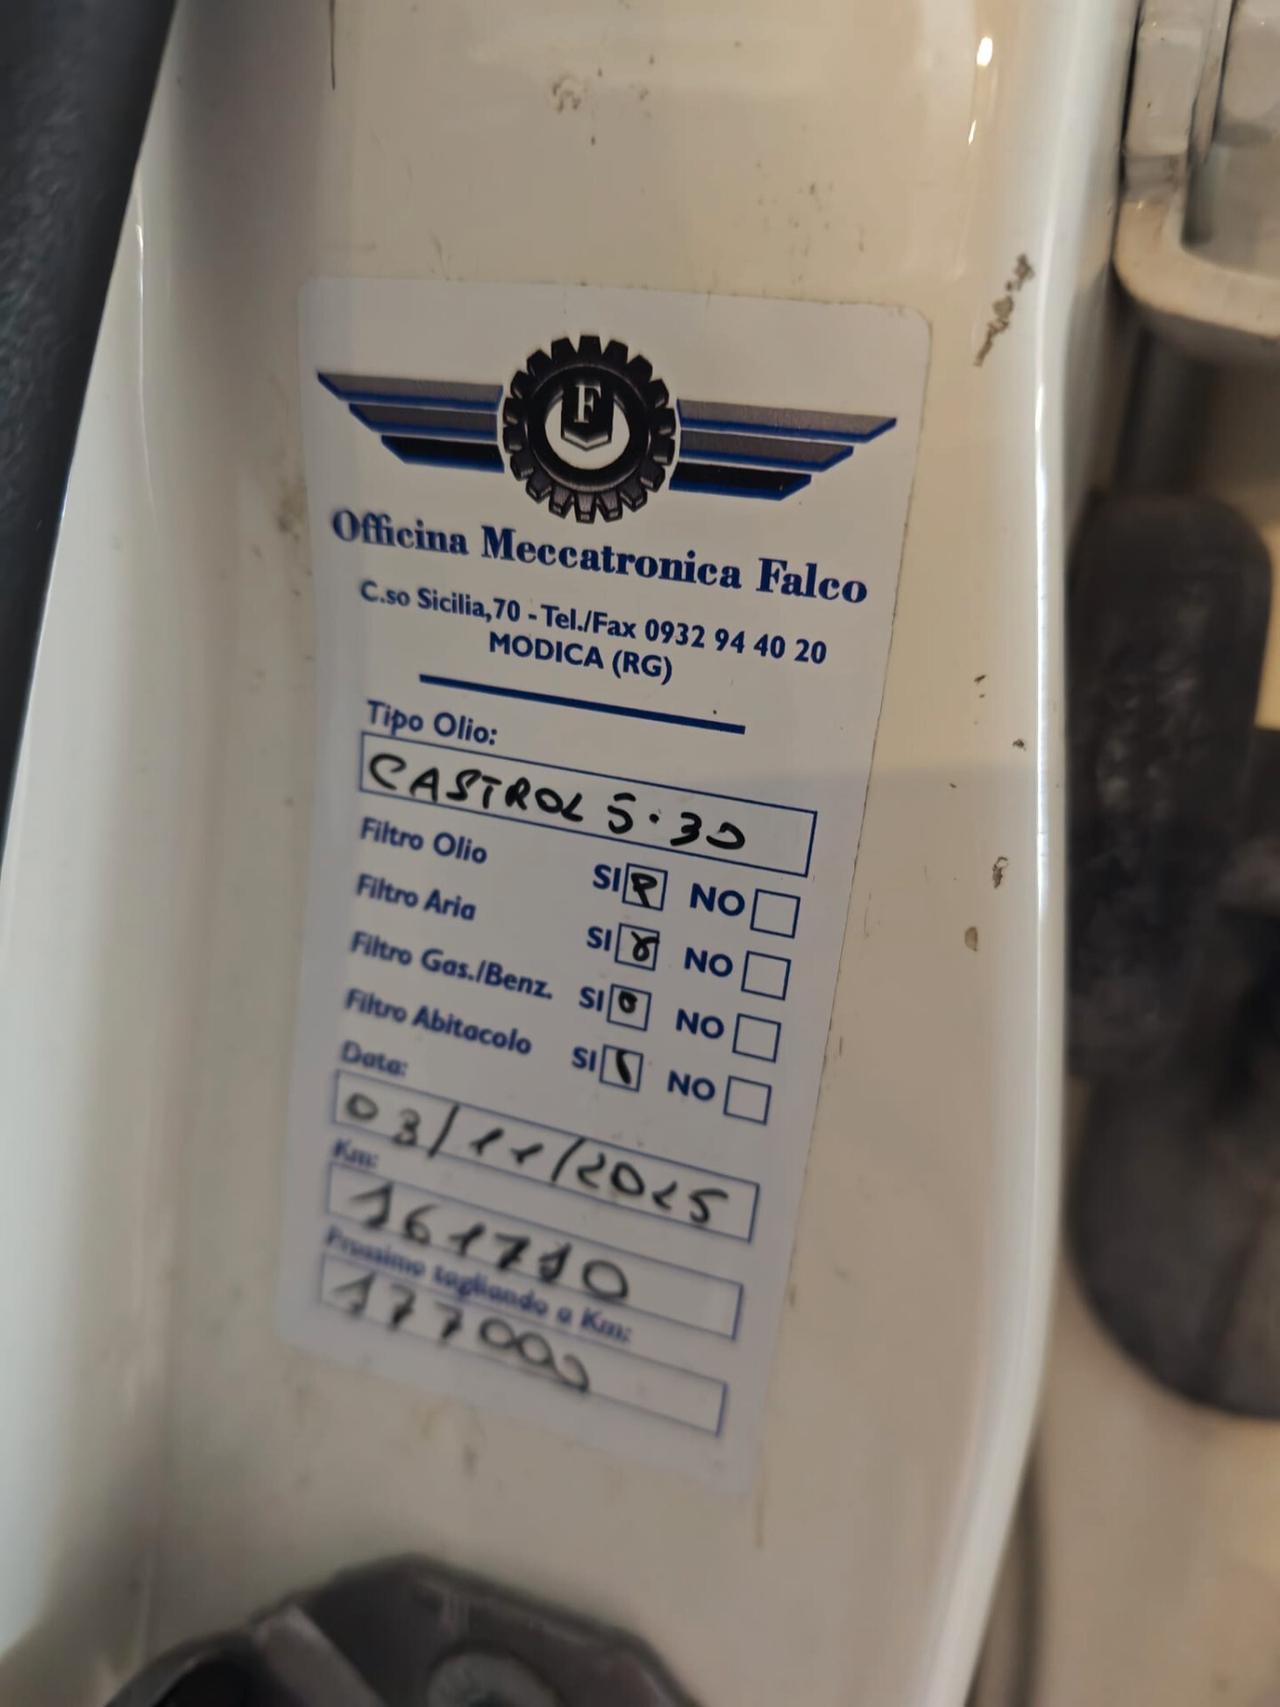 F
Officina Meccatronica Falco
C.so Sicilia,70 - Tel./Fax 0932 94 40 20
MODICA (RG)
Tipo Olio:
CASTROL 5.30
Filtro Olio SI NO
Filtro Aria SI NO
Filtro Gas./Benz. SI NO
Filtro Abitacolo SI NO
Data:
03/11/2025
Km:
161710
Prossimo tagliando a Km:
177000